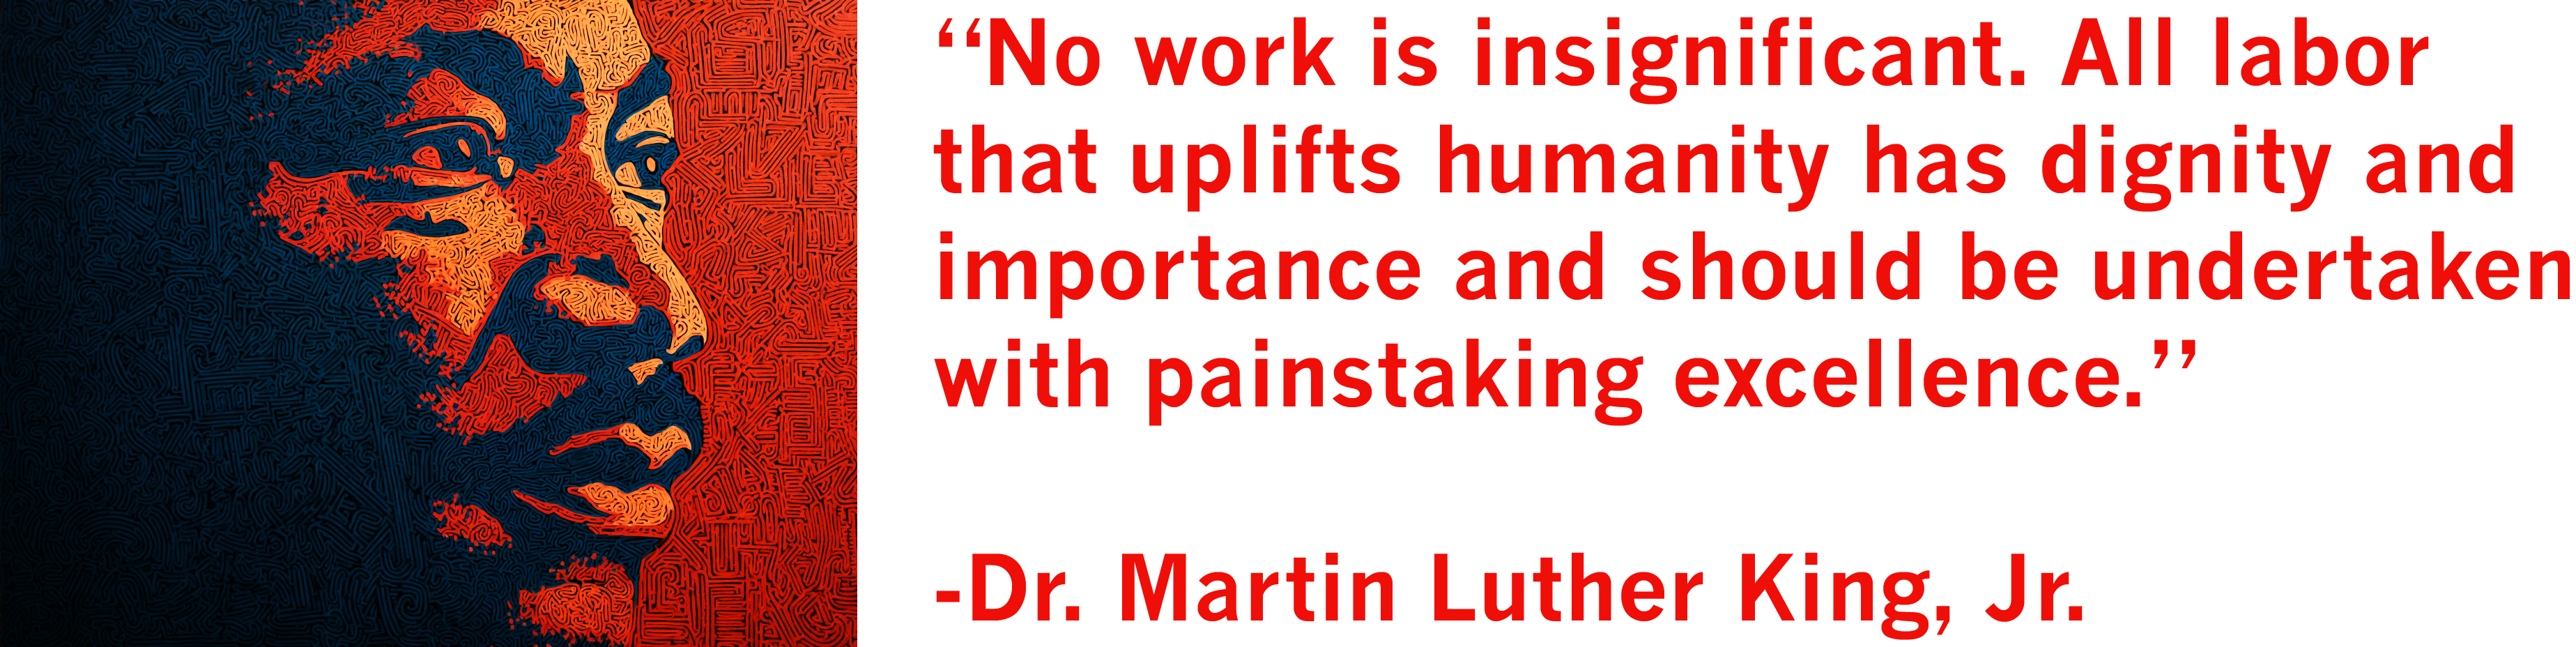 “No work is insignificant. All labor
that uplifts humanity has dignity and
importance and should be undertaken
with painstaking excellence.”
-Dr. Martin Luther King, Jr.